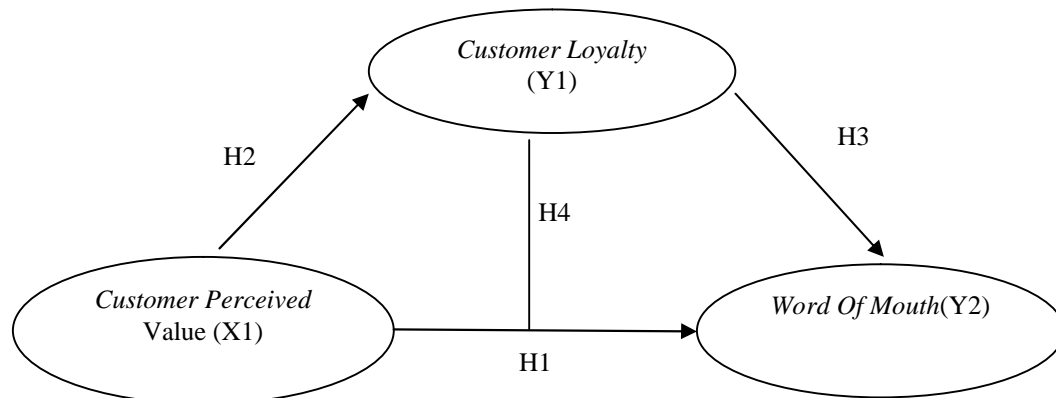 Customer Loyalty
(Y1)
H2
H3
H4
Customer Perceived
Value (X1)
Word Of Mouth(Y2)
H1